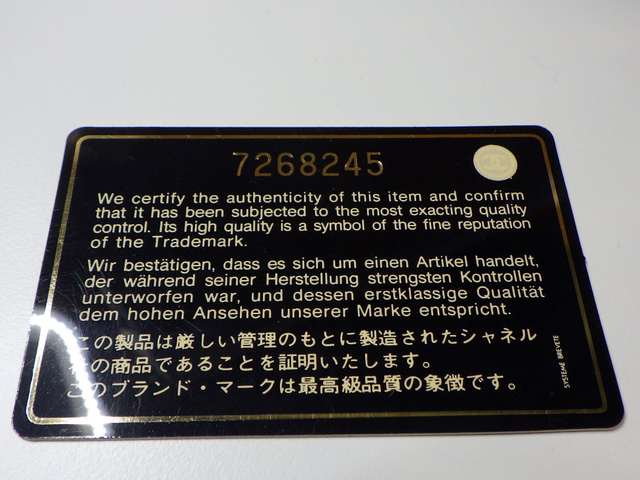 7268245
We certify the authenticity of this item and confirm
that it has been subjected to the most exacting quality
control. Its high quality is a symbol of the fine reputation
of the Trademark.
Wir bestätigen, dass es sich um einen Artikel handelt,
der während seiner Herstellung strengsten Kontrollen
unterworfen war, und dessen erstklassige Qualität
dem hohen Ansehen unserer Marke entspricht.
この製品は厳しい管理のもとに製造されたシャネル
社の商品であることを証明いたします。
このブランド・マークは最高級品質の象徴です。
SYSTEME BREVETE